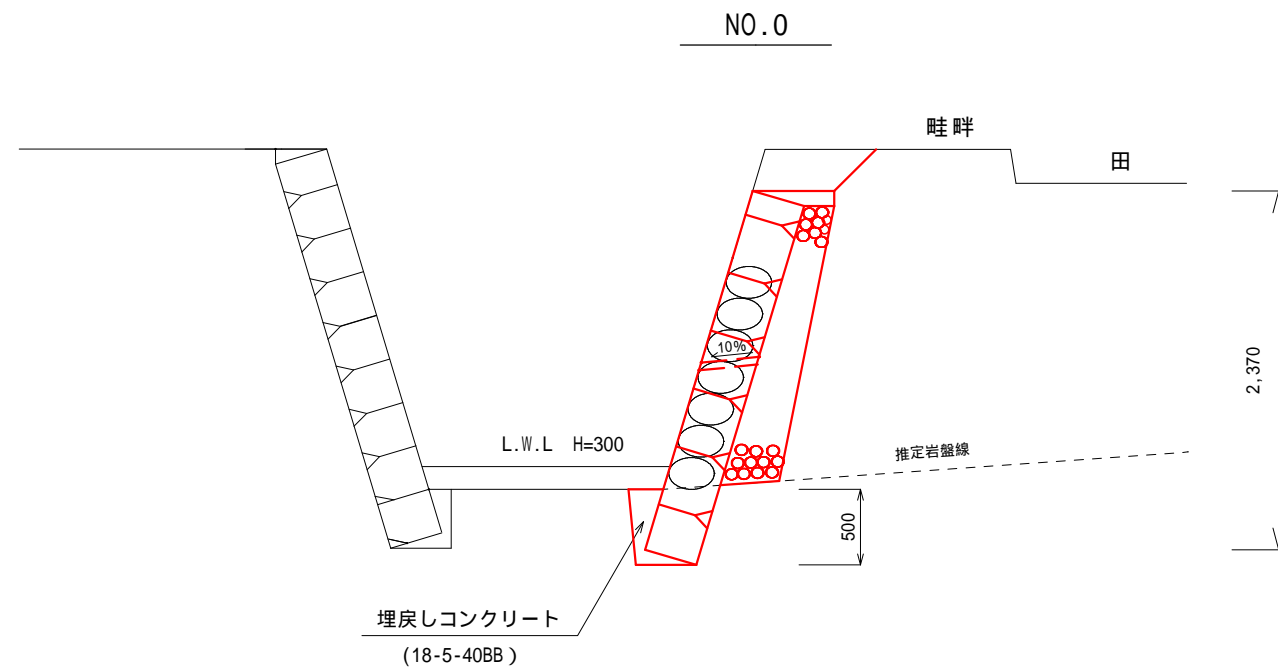 NO.0
畦畔
田
10%
2,370
L.W.L H=300
推定岩盤線
500
埋戻しコンクリート
(18-5-40BB)